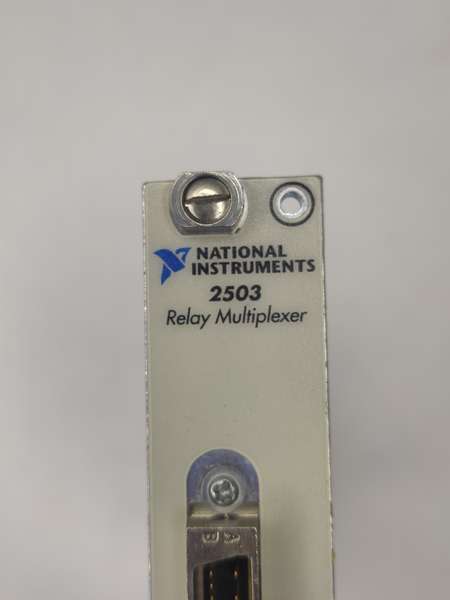 NATIONAL
INSTRUMENTS
2503
Relay Multiplexer
A
B